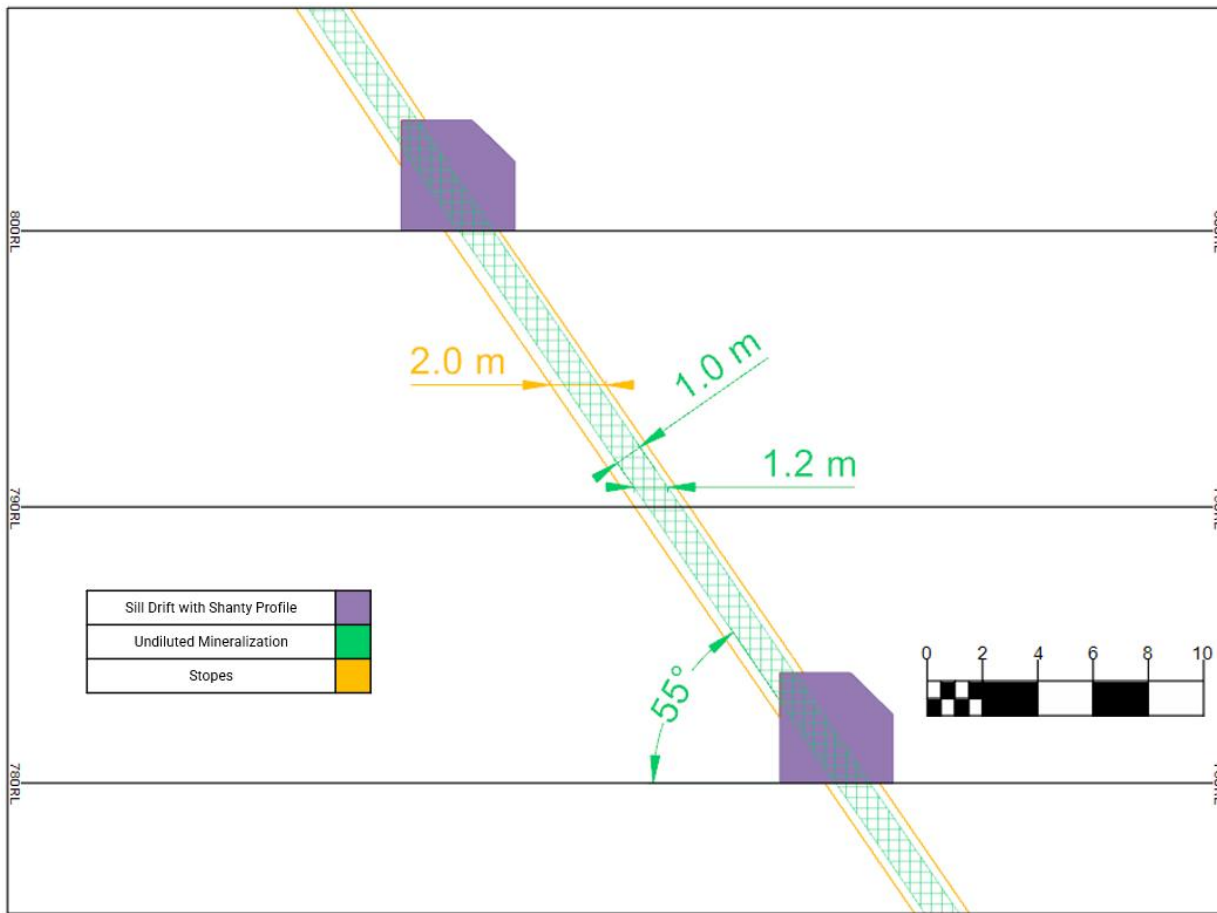 800RL
2.0 m
1.0 m
1.2 m
790RL
Sill Drift with Shanty Profile
Undiluted Mineralization
Stopes
0 2 4 6 8 10
55°
780RL